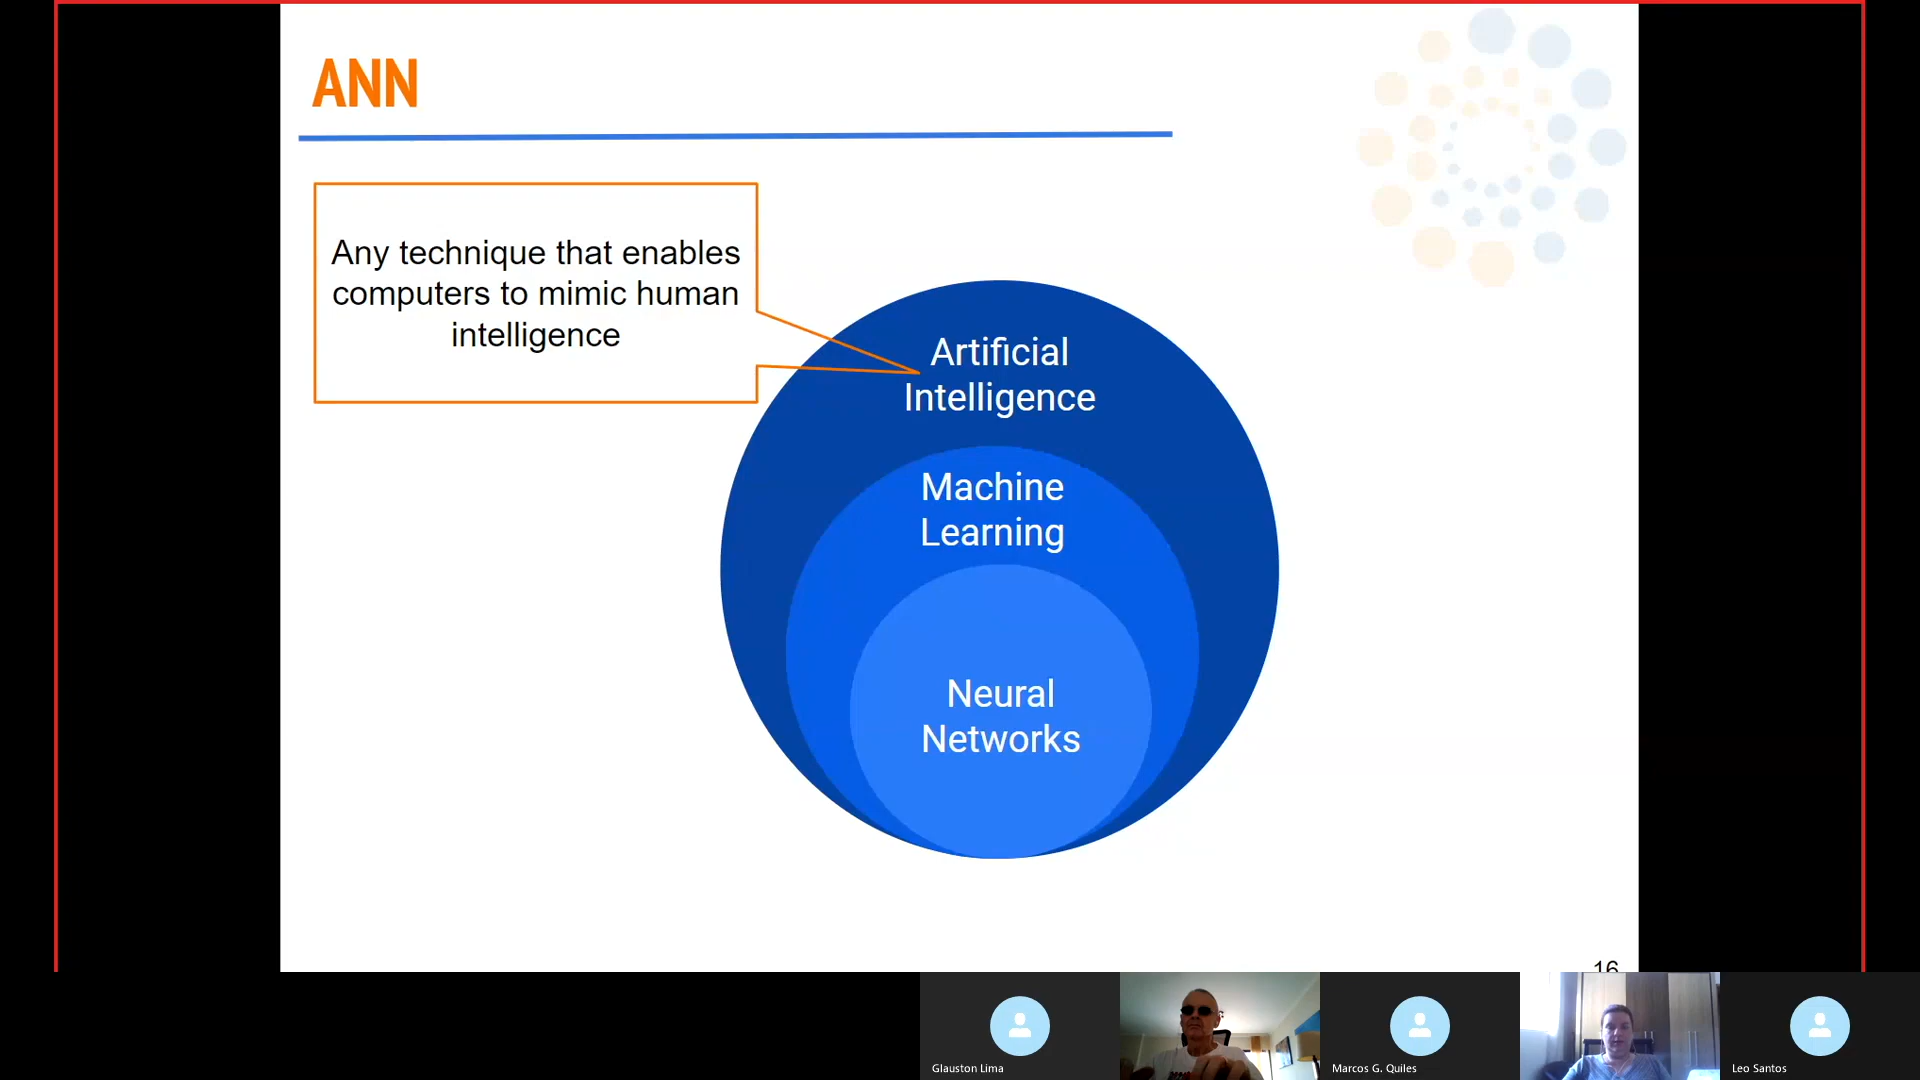 ANN
Any technique that enables
computers to mimic human
intelligence
Artificial
Intelligence
Machine
Learning
Neural
Networks
16
Glauston Lima
Marcos G. Quiles
Leo Santos